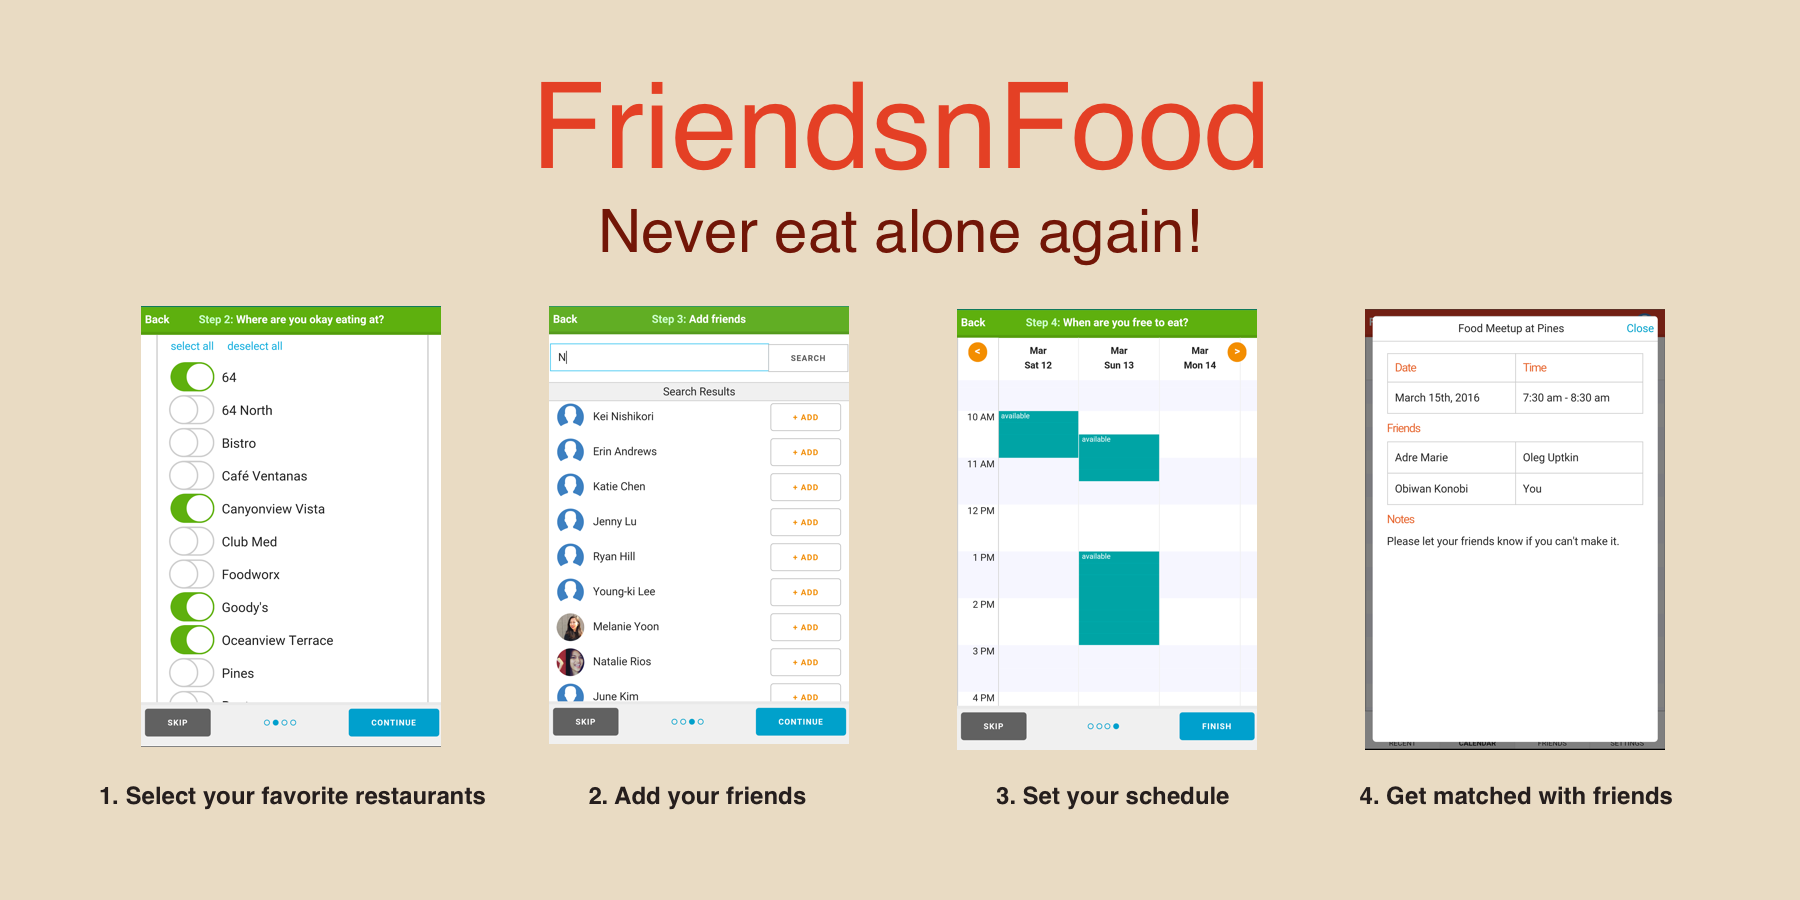 FriendsnFood
Never eat alone again!
Back Step 2: Where are you okay eating at?
select all deselect all
64
64 North
Bistro
Café Ventanas
Canyonview Vista
Club Med
Foodworx
Goody's
Oceanview Terrace
Pines
SKIP CONTINUE
1. Select your favorite restaurants
Back Step 3: Add friends
N SEARCH
Search Results
Kei Nishikori + ADD
Erin Andrews + ADD
Katie Chen + ADD
Jenny Lu + ADD
Ryan Hill + ADD
Young-ki Lee + ADD
Melanie Yoon + ADD
Natalie Rios + ADD
June Kim + ADD
SKIP CONTINUE
2. Add your friends
Back Step 4: When are you free to eat?
< Mar Mar Mar >
Sat 12 Sun 13 Mon 14
10 AM available
available
11 AM
12 PM
1 PM available
2 PM
3 PM
4 PM
SKIP FINISH
3. Set your schedule
Food Meetup at Pines Close
Date Time
March 15th, 2016 7:30 am - 8:30 am
Friends
Adre Marie Oleg Uptkin
Obiwan Konobi You
Notes
Please let your friends know if you can't make it.
RECENT CALENDAR FRIENDS SETTINGS
4. Get matched with friends